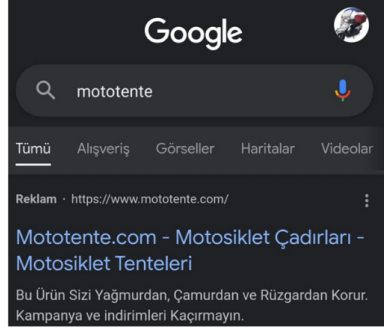 Google
mototente
Tümü Alışveriş Görseller Haritalar Videolar
Reklam · https://www.mototente.com/
Mototente.com - Motosiklet Çadırları -
Motosiklet Tenteleri
Bu Ürün Sizi Yağmurdan, Çamurdan ve Rüzgardan Korur.
Kampanya ve indirimleri Kaçırmayın.